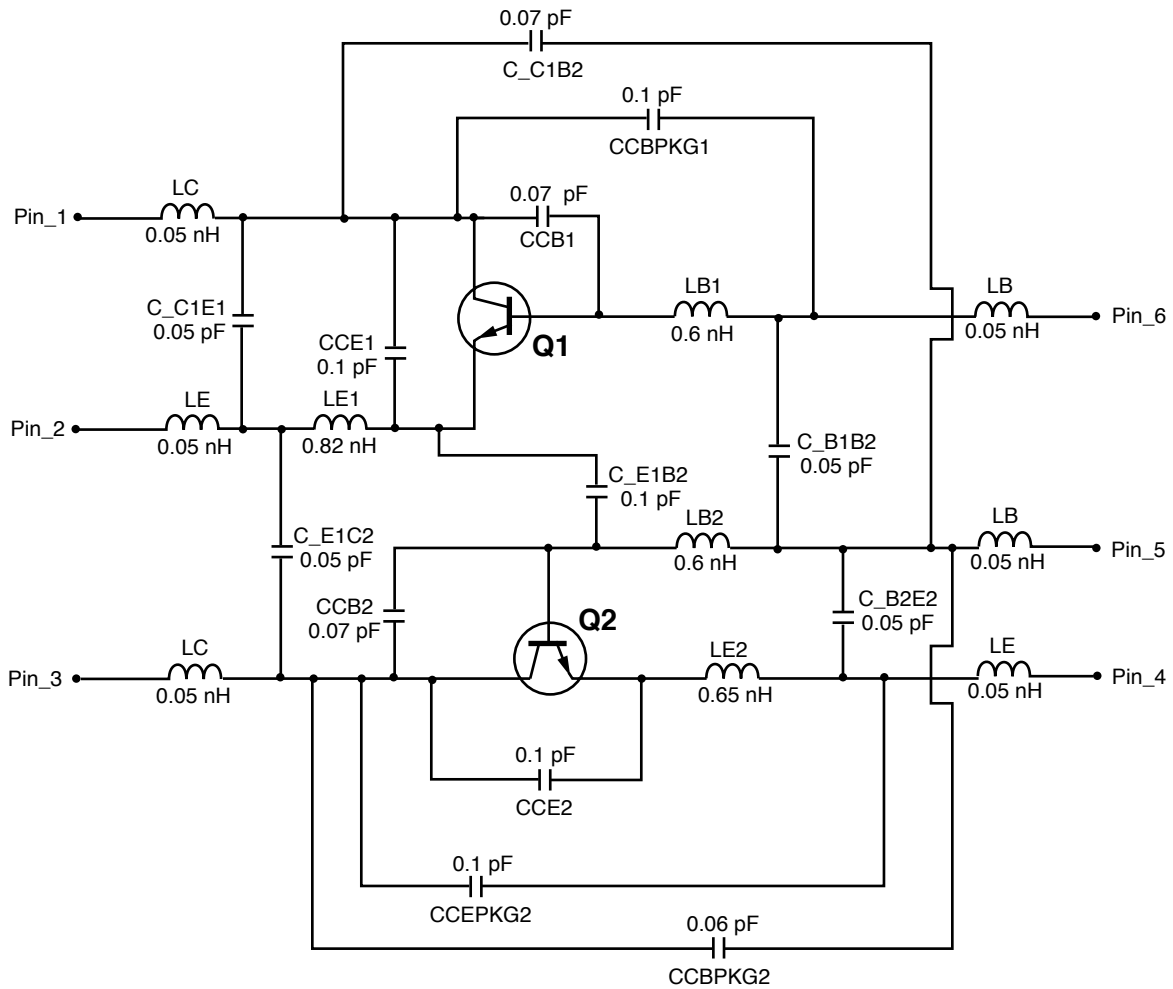 0.07 pF
C_C1B2
0.1 pF
CCBPKG1
LC
0.07 pF
Pin_1
0.05 nH
CCB1
LB1
LB
C_C1E1
0.05 pF
Pin_6
CCE1
0.1 pF
Q1
0.6 nH
0.05 nH
LE
LE1
Pin_2
0.05 nH
0.82 nH
C_B1B2
0.05 pF
C_E1B2
0.1 pF
LB2
LB
C_E1C2
0.05 pF
0.6 nH
0.05 nH
Pin_5
CCB2
0.07 pF
Q2
C_B2E2
0.05 pF
LC
LE2
LE
Pin_3
0.05 nH
0.65 nH
0.05 nH
Pin_4
0.1 pF
CCE2
0.1 pF
CCEPKG2
0.06 pF
CCBPKG2